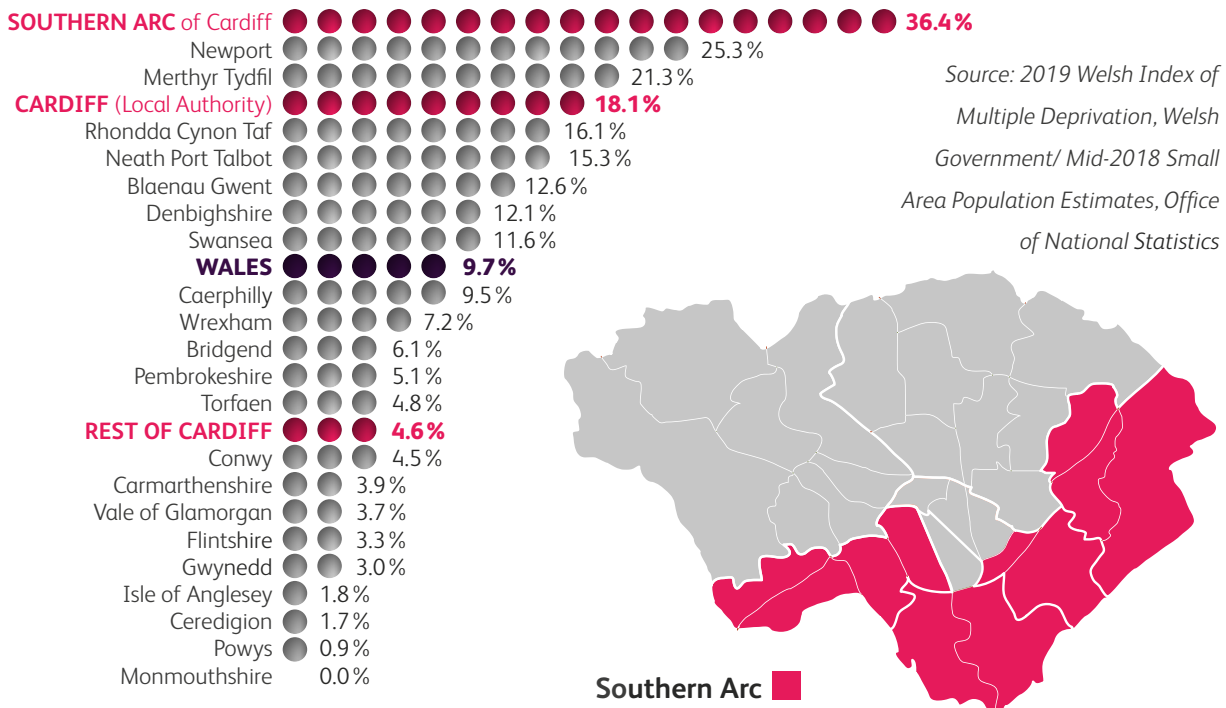 SOUTHERN ARC of Cardiff 36.4%
Newport 25.3%
Merthyr Tydfil 21.3%
CARDIFF (Local Authority) 18.1%
Rhondda Cynon Taf 16.1%
Neath Port Talbot 15.3%
Blaenau Gwent 12.6%
Denbighshire 12.1%
Swansea 11.6%
WALES 9.7%
Caerphilly 9.5%
Wrexham 7.2%
Bridgend 6.1%
Pembrokeshire 5.1%
Torfaen 4.8%
REST OF CARDIFF 4.6%
Conwy 4.5%
Carmarthenshire 3.9%
Vale of Glamorgan 3.7%
Flintshire 3.3%
Gwynedd 3.0%
Isle of Anglesey 1.8%
Ceredigion 1.7%
Powys 0.9%
Monmouthshire 0.0%
Source: 2019 Welsh Index of
Multiple Deprivation, Welsh
Government/ Mid-2018 Small
Area Population Estimates, Office
of National Statistics
Southern Arc